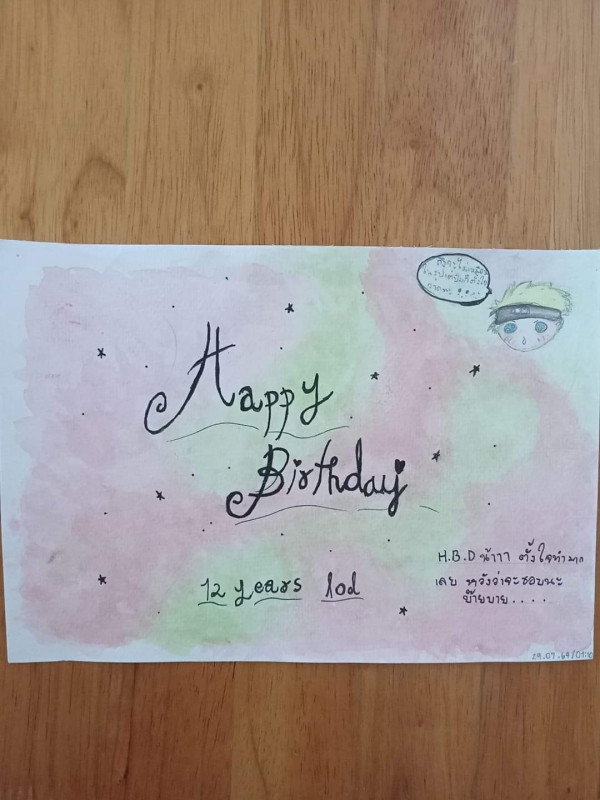 Happy
Birthday
12 years lod
H.B.D น้าาา ตั้งใจทำมาก
เลย หวังว่าจะชอบนะ
บ๊ายบาย....